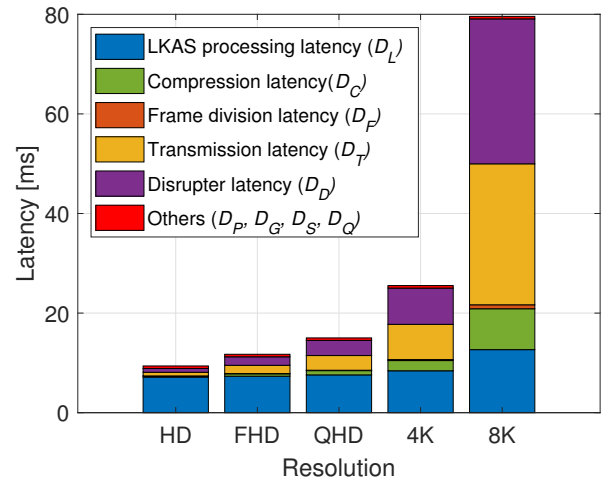 80
60
40
20
0
Latency [ms]
LKAS processing latency (D_L)
Compression latency(D_C)
Frame division latency (D_F)
Transmission latency (D_T)
Disrupter latency (D_D)
Others (D_P, D_G, D_S, D_Q)
HD FHD QHD 4K 8K
Resolution